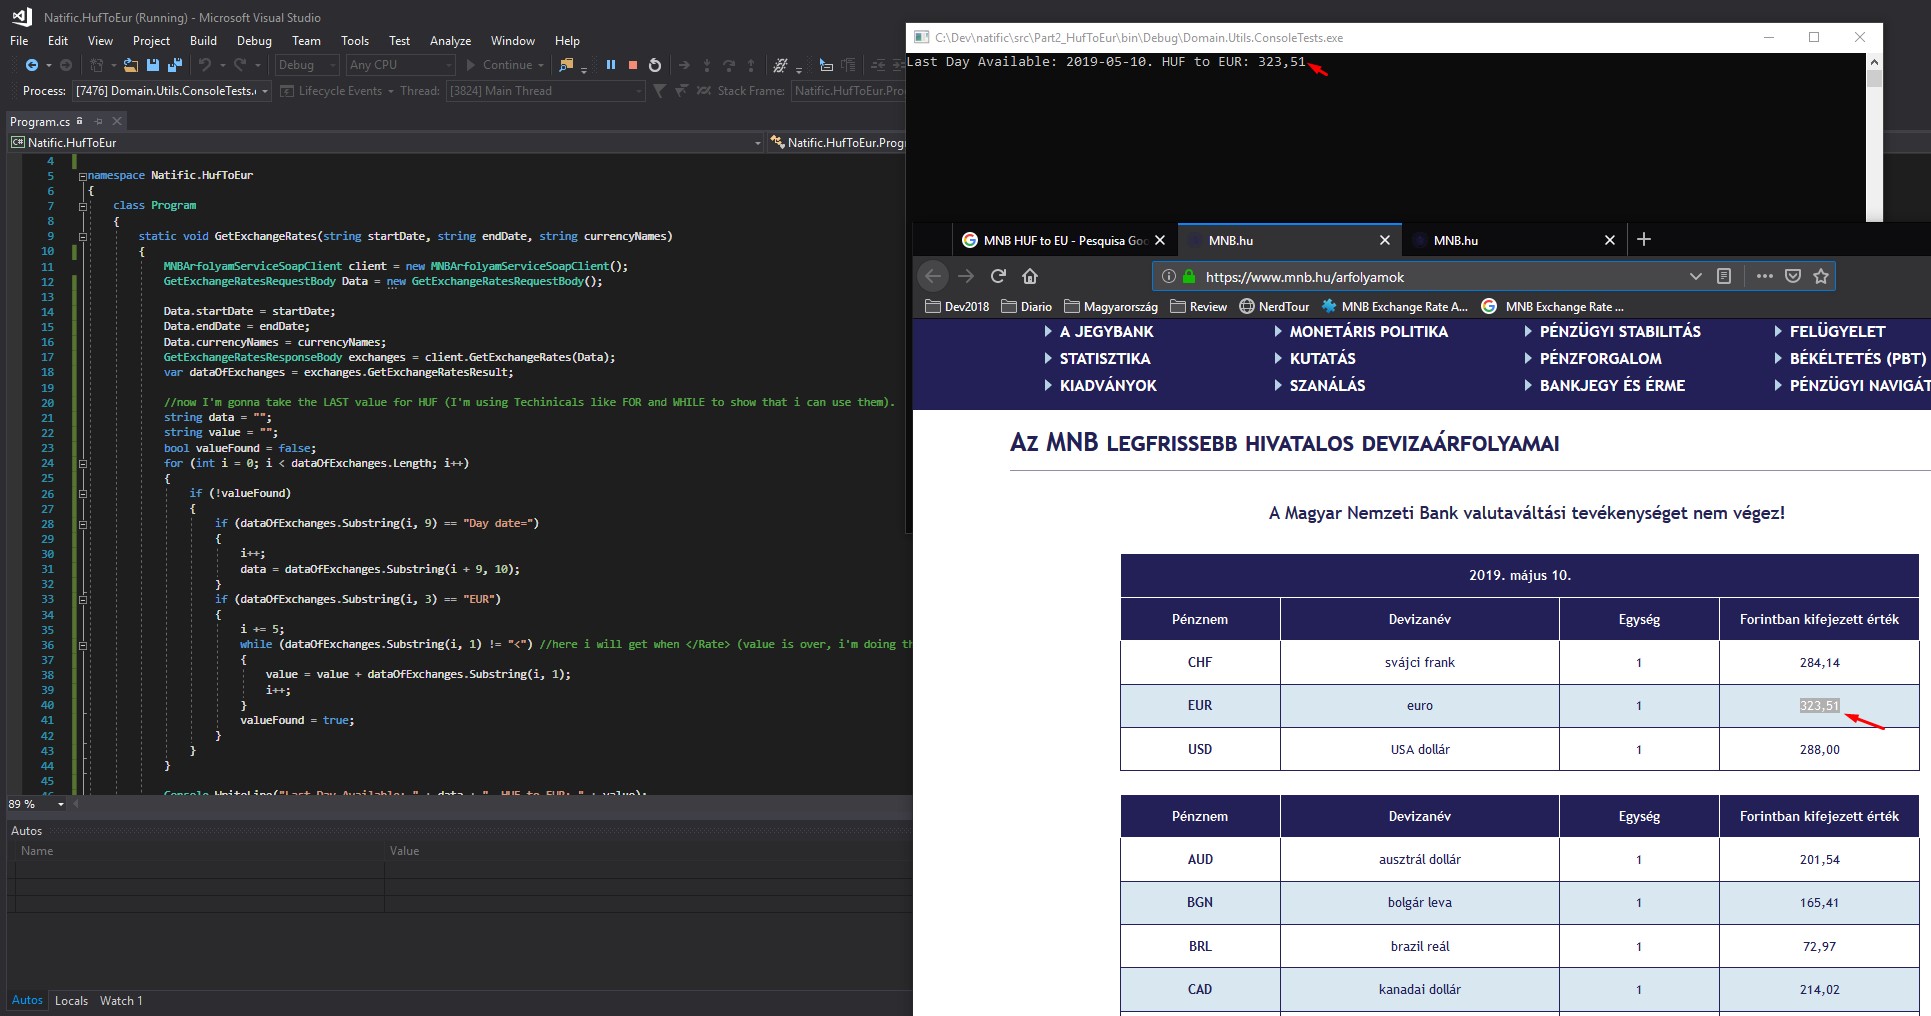 Natific.HufToEur (Running) - Microsoft Visual Studio
File Edit View Project Build Debug Team Tools Test Analyze Window Help
Debug Any CPU Continue
Process: [7476] Domain.Utils.ConsoleTests. Lifecycle Events Thread: [3824] Main Thread Stack Frame: Natific.HufToEur.Pro
Program.cs
Natific.HufToEur Natific.HufToEur.Prog
4
5 namespace Natific.HufToEur
6 {
7 class Program
8 {
9 static void GetExchangeRates(string startDate, string endDate, string currencyNames)
10 {
11 MNBArfolyamServiceSoapClient client = new MNBArfolyamServiceSoapClient();
12 GetExchangeRatesRequestBody Data = new GetExchangeRatesRequestBody();
13
14 Data.startDate = startDate;
15 Data.endDate = endDate;
16 Data.currencyNames = currencyNames;
17 GetExchangeRatesResponseBody exchanges = client.GetExchangeRates(Data);
18 var dataOfExchanges = exchanges.GetExchangeRatesResult;
19
20 //now I'm gonna take the LAST value for HUF (I'm using Techinicals like FOR and WHILE to show that i can use them).
21 string data = "";
22 string value = "";
23 bool valueFound = false;
24 for (int i = 0; i < dataOfExchanges.Length; i++)
25 {
26 if (!valueFound)
27 {
28 if (dataOfExchanges.Substring(i, 9) == "Day date=")
29 {
30 i++;
31 data = dataOfExchanges.Substring(i + 9, 10);
32 }
33 if (dataOfExchanges.Substring(i, 3) == "EUR")
34 {
35 i += 5;
36 while (dataOfExchanges.Substring(i, 1) != "<") //here i will get when </Rate> (value is over, i'm doing th
37 {
38 value = value + dataOfExchanges.Substring(i, 1);
39 i++;
40 }
41 valueFound = true;
42 }
43 }
44 }
45
46 Console.WriteLine("Last Day Available: " + data + ". HUF to EUR: " + value);
89 %
Autos
Name Value
Autos Locals Watch 1
C:\Dev\natific\src\Part2_HufToEur\bin\Debug\Domain.Utils.ConsoleTests.exe
Last Day Available: 2019-05-10. HUF to EUR: 323,51
MNB HUF to EU - Pesquisa Goo MNB.hu MNB.hu
https://www.mnb.hu/arfolyamok
Dev2018 Diario Magyarország Review NerdTour MNB Exchange Rate A... MNB Exchange Rate ...
A JEGYBANK MONETÁRIS POLITIKA PÉNZÜGYI STABILITÁS FELÜGYELET
STATISZTIKA KUTATÁS PÉNZFORGALOM BÉKÉLTETÉS (PBT)
KIADVÁNYOK SZANÁLÁS BANKJEGY ÉS ÉRME PÉNZÜGYI NAVIGÁT
AZ MNB LEGFRISSEBB HIVATALOS DEVIZAÁRFOLYAMAI
A Magyar Nemzeti Bank valutaváltási tevékenységet nem végez!
2019. május 10.
Pénznem Devizanév Egység Forintban kifejezett érték
CHF svájci frank 1 284,14
EUR euro 1 323,51
USD USA dollár 1 288,00
Pénznem Devizanév Egység Forintban kifejezett érték
AUD ausztrál dollár 1 201,54
BGN bolgár leva 1 165,41
BRL brazil reál 1 72,97
CAD kanadai dollár 1 214,02